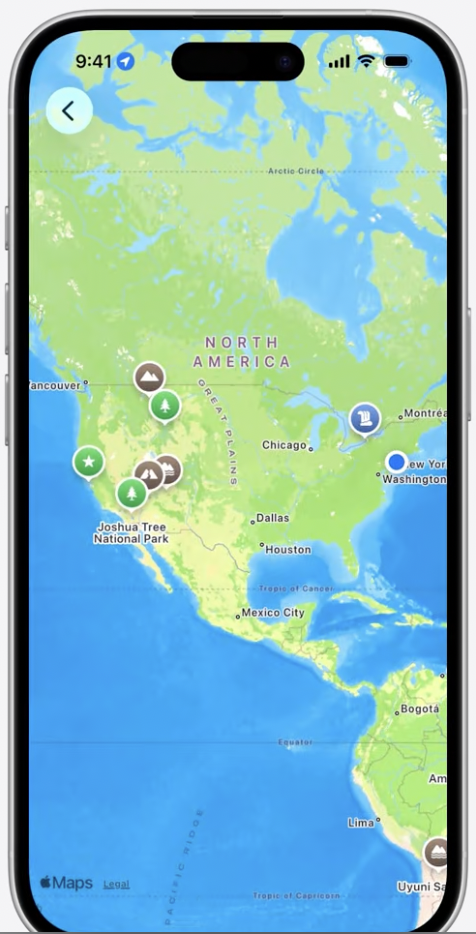 9:41
Arctic Circle
NORTH
AMERICA
ancouver
GREAT PLAINS
Montréa
Chicago
ew Yor
Washington
Joshua Tree
National Park
Dallas
Houston
Tropic of Cancer
Mexico City
Bogotá
Equator
Am
Lima
PACIFIC RIDGE
Uyuni Sa
Maps Legal
Tropic of Capricorn